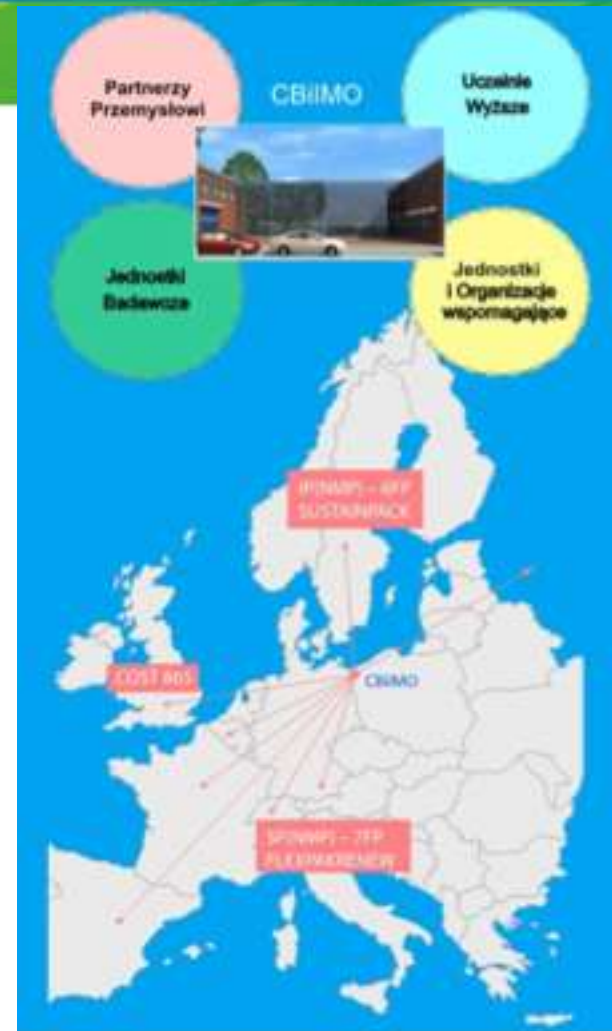 Partnerzy
Przemysłowi
CBiIMO
Uczelnie
Wyższe
Jednostki
Badawcze
Jednostki
i Organizacje
wspomagające
IP(NMP) – 6FP
SUSTAINPACK
COST 865
CBiIMO
SP(NMP) – 7FP
FLEXPAKRENEW